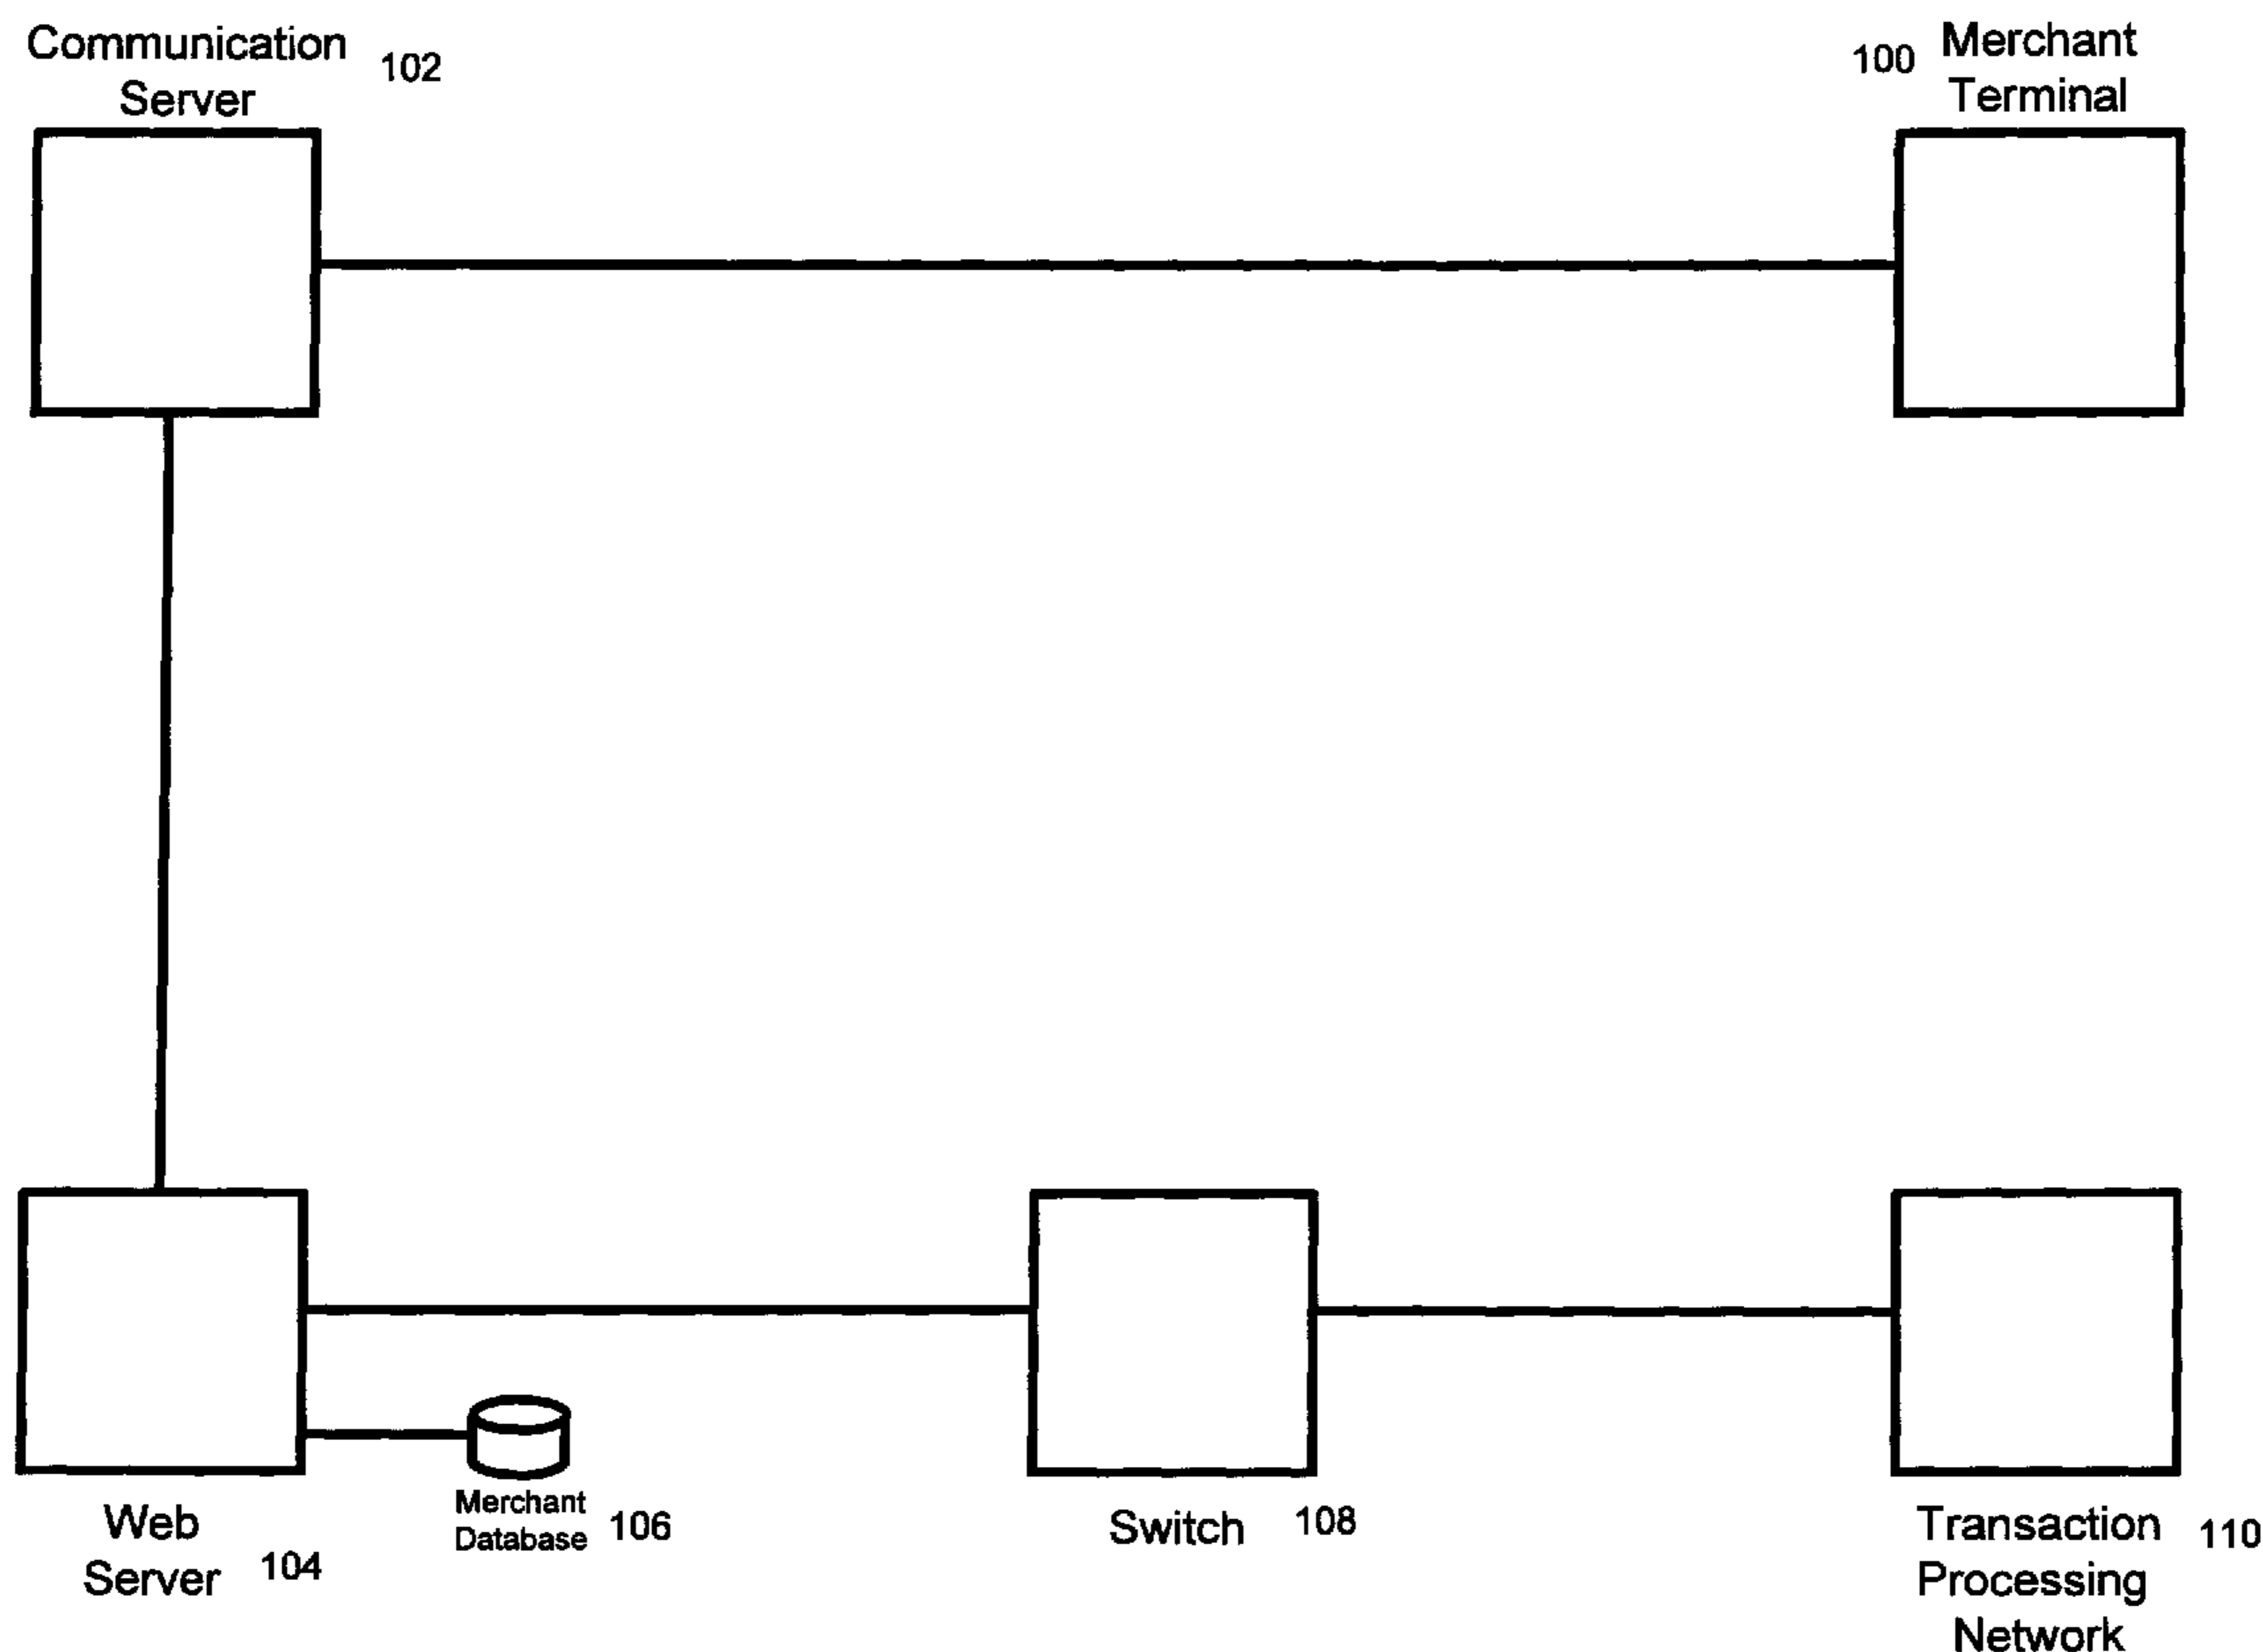 Communication
Server
102
100
Merchant
Terminal
Web
Server
104
Merchant
Database
106
Switch
108
Transaction
Processing
Network
110